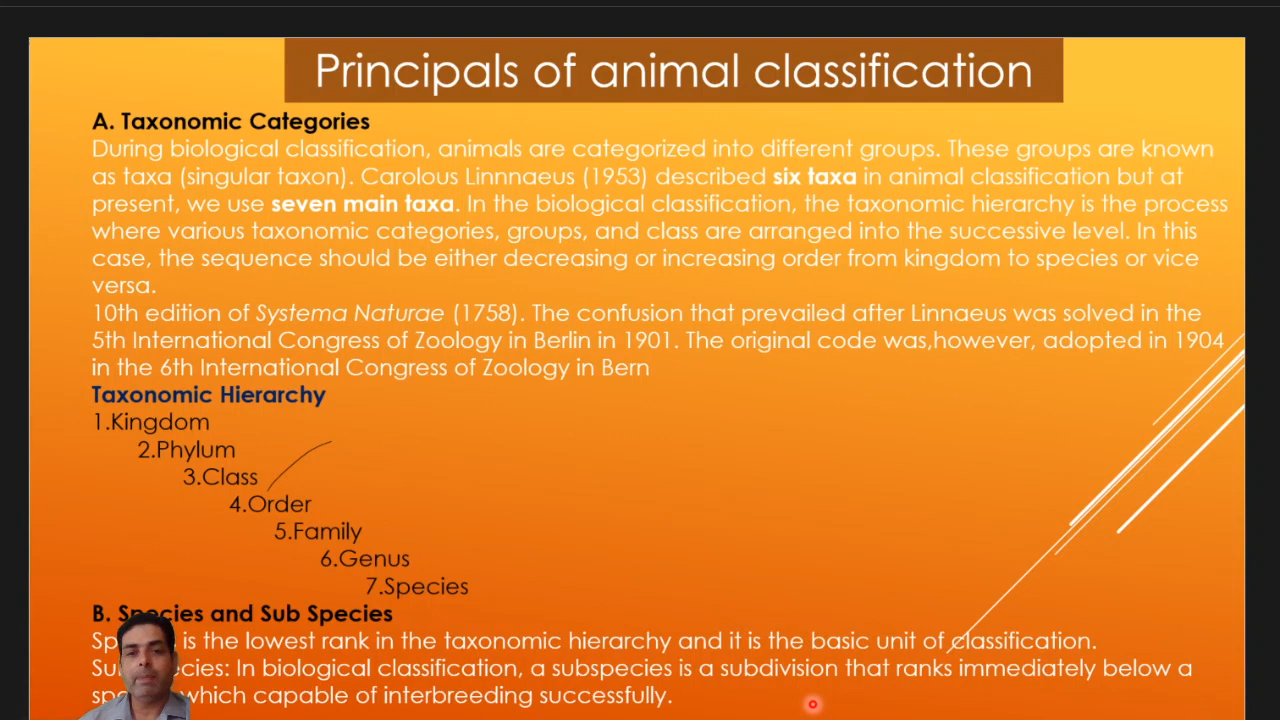 Principals of animal classification
A. Taxonomic Categories
During biological classification, animals are categorized into different groups. These groups are known
as taxa (singular taxon). Carolous Linnnaeus (1953) described six taxa in animal classification but at
present, we use seven main taxa. In the biological classification, the taxonomic hierarchy is the process
where various taxonomic categories, groups, and class are arranged into the successive level. In this
case, the sequence should be either decreasing or increasing order from kingdom to species or vice
versa.
10th edition of Systema Naturae (1758). The confusion that prevailed after Linnaeus was solved in the
5th International Congress of Zoology in Berlin in 1901. The original code was,however, adopted in 1904
in the 6th International Congress of Zoology in Bern
Taxonomic Hierarchy
1.Kingdom
2.Phylum
3.Class
4.Order
5.Family
6.Genus
7.Species
B. Species and Sub Species
is the lowest rank in the taxonomic hierarchy and it is the basic unit of classification.
In biological classification, a subspecies is a subdivision that ranks immediately below a
which capable of interbreeding successfully.